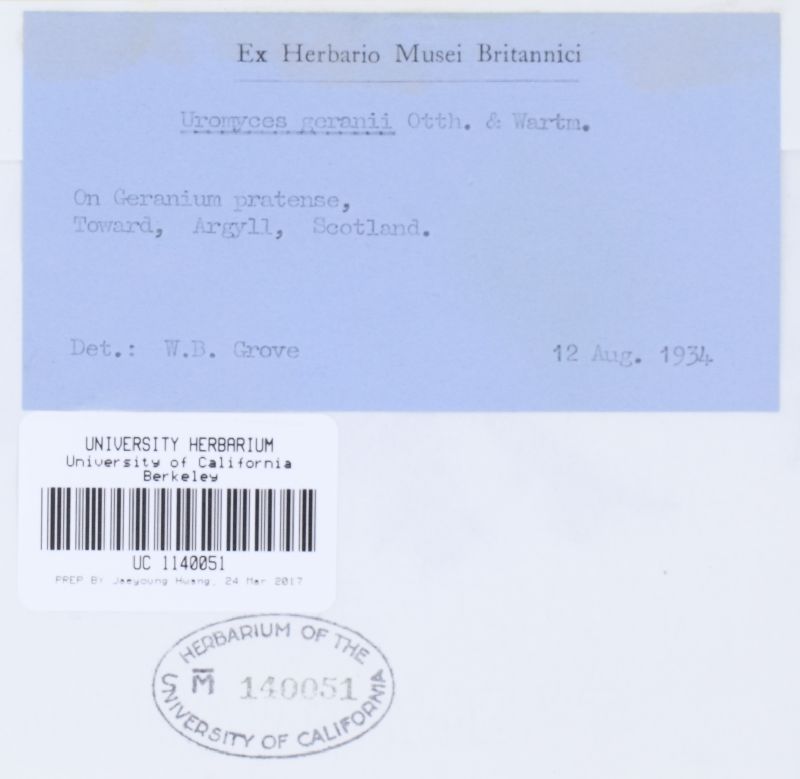 Ex Herbario Musei Britannici
Uromyces geranii Otth. & Wartm.
On Geranium pratense,
Toward, Argyll, Scotland.
Det.: W.B. Grove
12 Aug. 1934
UNIVERSITY HERBARIUM
University of California
Berkeley
UC 1140051
PREP BY Jaeyoung Hwang, 24 Mar 2017
HERBARIUM OF THE
M̅ 140051
UNIVERSITY OF CALIFORNIA